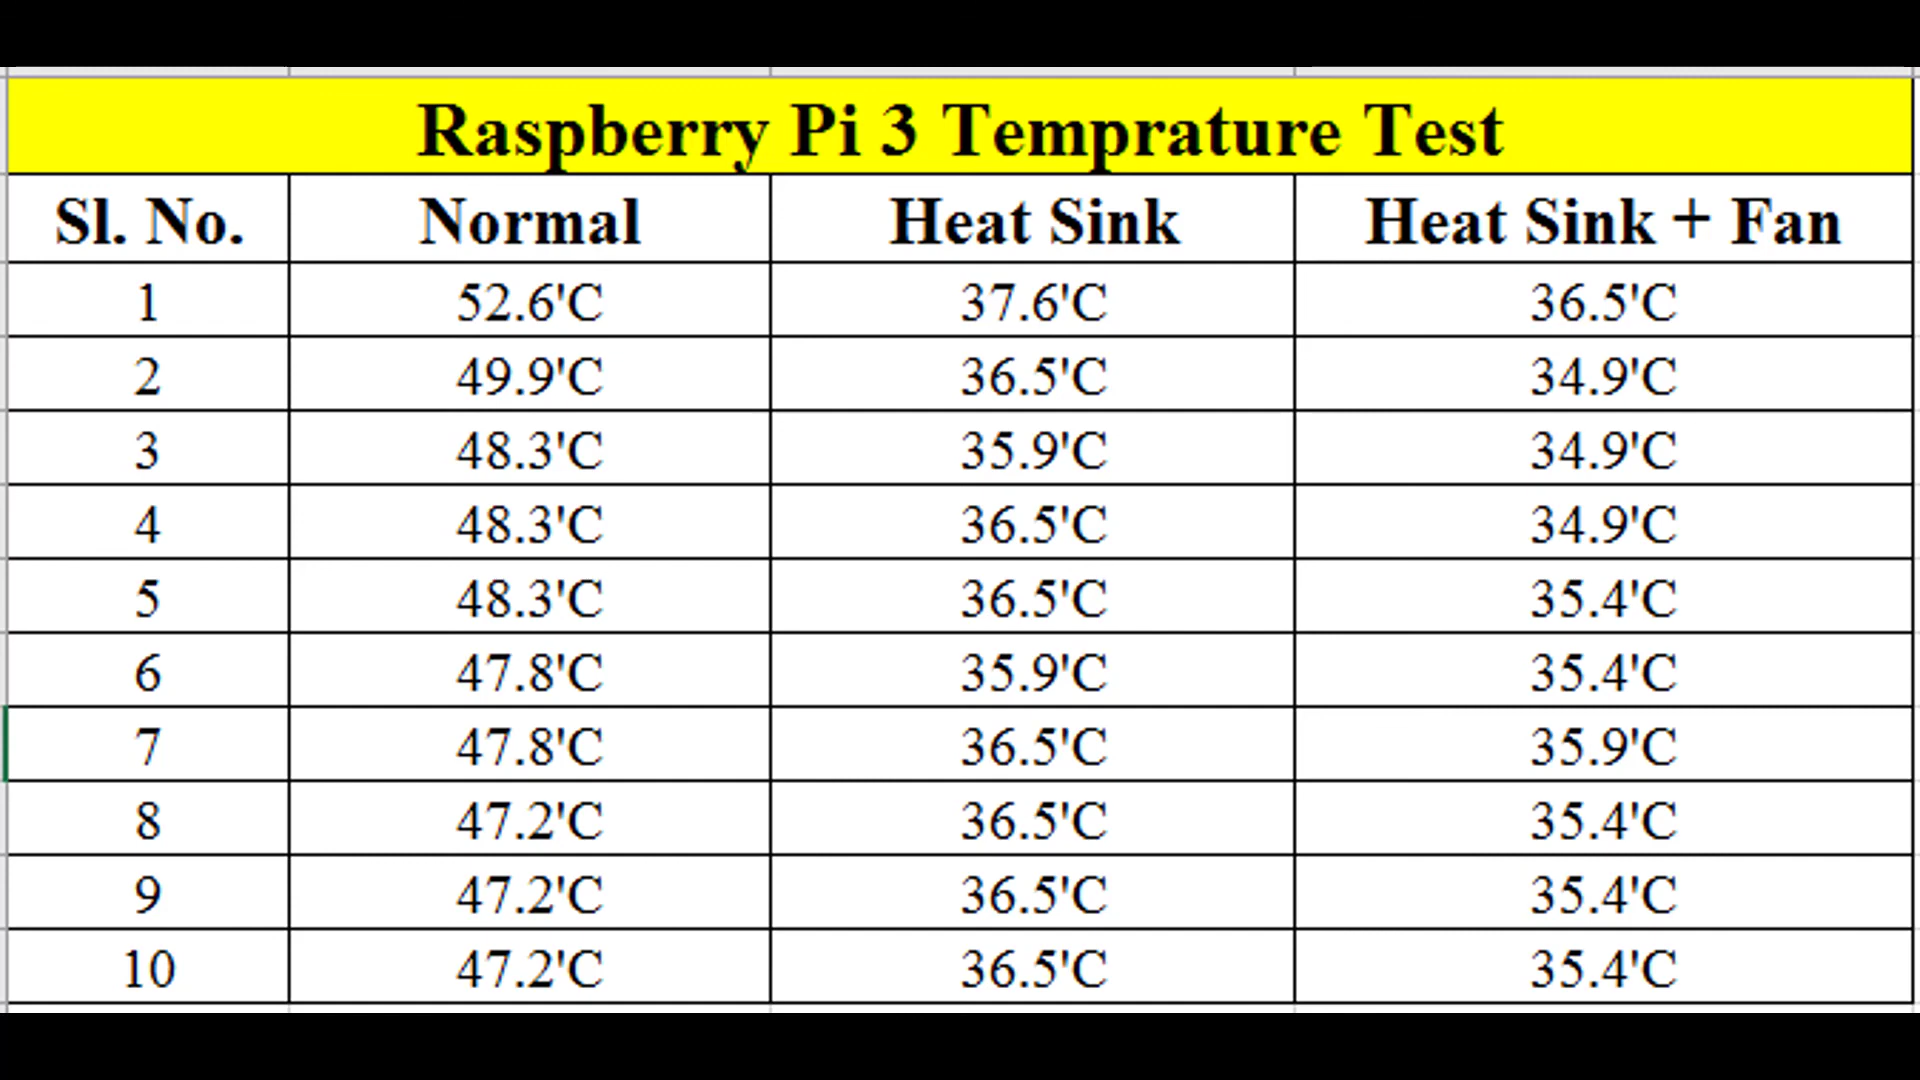 Raspberry Pi 3 Temprature Test
Sl. No. Normal Heat Sink Heat Sink + Fan
1 52.6'C 37.6'C 36.5'C
2 49.9'C 36.5'C 34.9'C
3 48.3'C 35.9'C 34.9'C
4 48.3'C 36.5'C 34.9'C
5 48.3'C 36.5'C 35.4'C
6 47.8'C 35.9'C 35.4'C
7 47.8'C 36.5'C 35.9'C
8 47.2'C 36.5'C 35.4'C
9 47.2'C 36.5'C 35.4'C
10 47.2'C 36.5'C 35.4'C